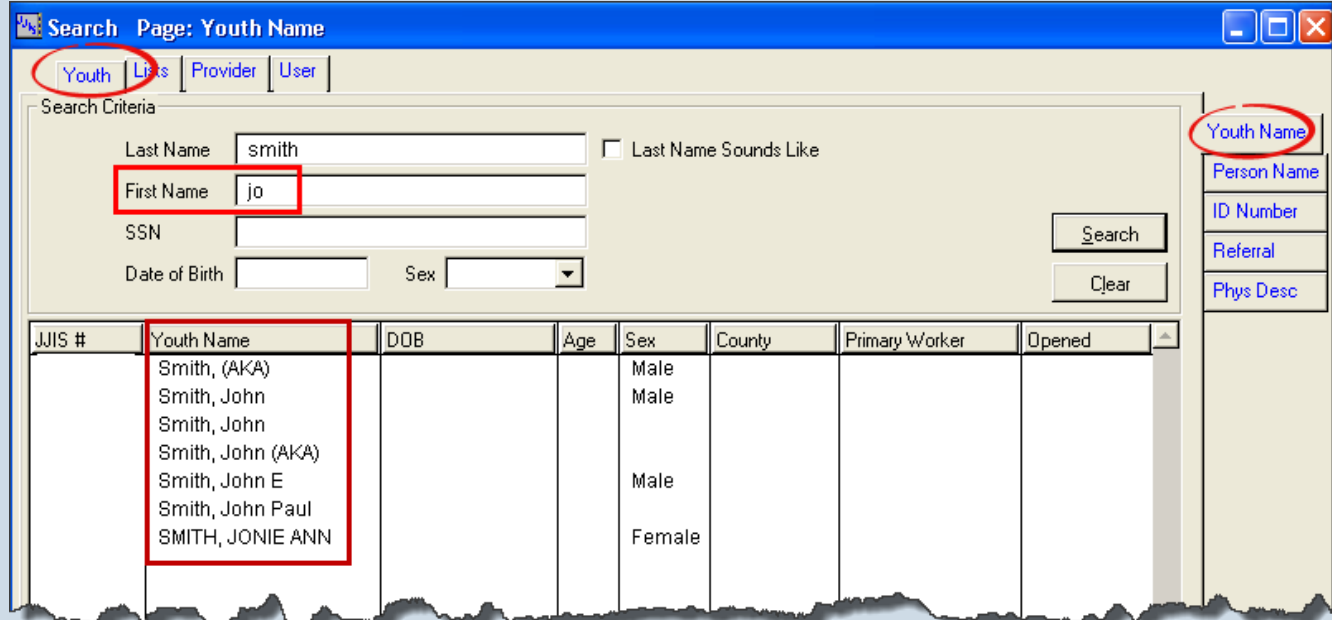 Search Page: Youth Name
Youth Lists Provider User
Search Criteria
Last Name smith Last Name Sounds Like
First Name jo
SSN
Date of Birth Sex
Search
Clear
Youth Name
Person Name
ID Number
Referral
Phys Desc
JJIS # Youth Name DOB Age Sex County Primary Worker Opened
Smith, (AKA) Male
Smith, John Male
Smith, John
Smith, John (AKA)
Smith, John E Male
Smith, John Paul
SMITH, JONIE ANN Female